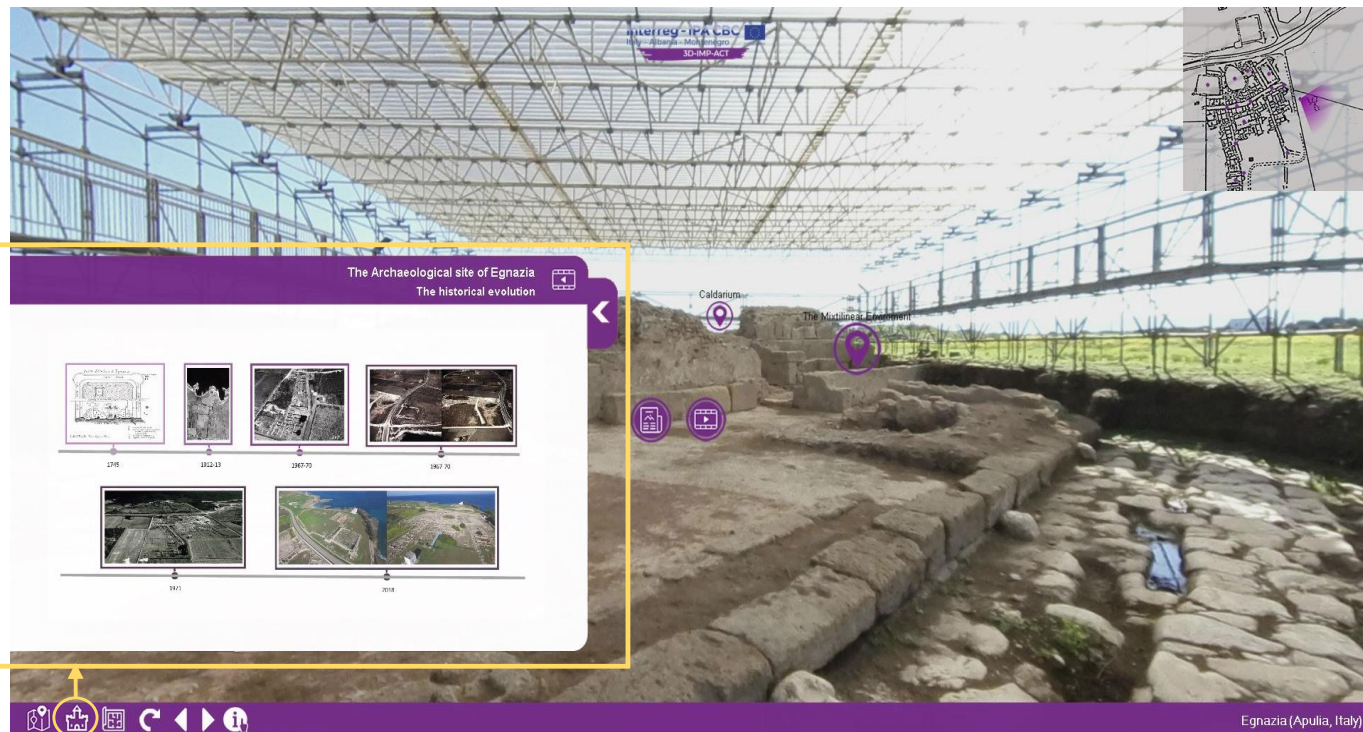 Interreg - IPA CBC
Italy - Albania - Montenegro
3D-IMP-ACT
The Archaeological site of Egnazia
The historical evolution
Caldarium
The Mixtilinear Enviroment
1745
1912-13
1967-70
1967 70
1971
2018
Egnazia (Apulia, Italy)